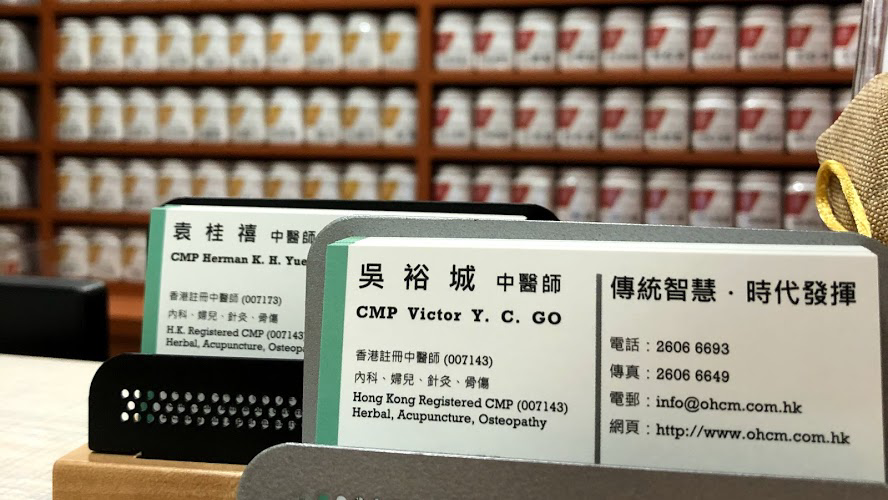 袁桂禧 中醫師
CMP Herman K. H. Yue
香港註冊中醫師 (007173)
內科、婦兒、針灸、骨傷
H.K. Registered CMP (007143
Herbal, Acupuncture, Osteopa
吳裕城 中醫師
CMP Victor Y. C. GO
香港註冊中醫師 (007143)
內科、婦兒、針灸、骨傷
Hong Kong Registered CMP (007143)
Herbal, Acupuncture, Osteopathy
傳統智慧．時代發揮
電話：2606 6693
傳真：2606 6649
電郵：info@ohcm.com.hk
網頁：http://www.ohcm.com.hk